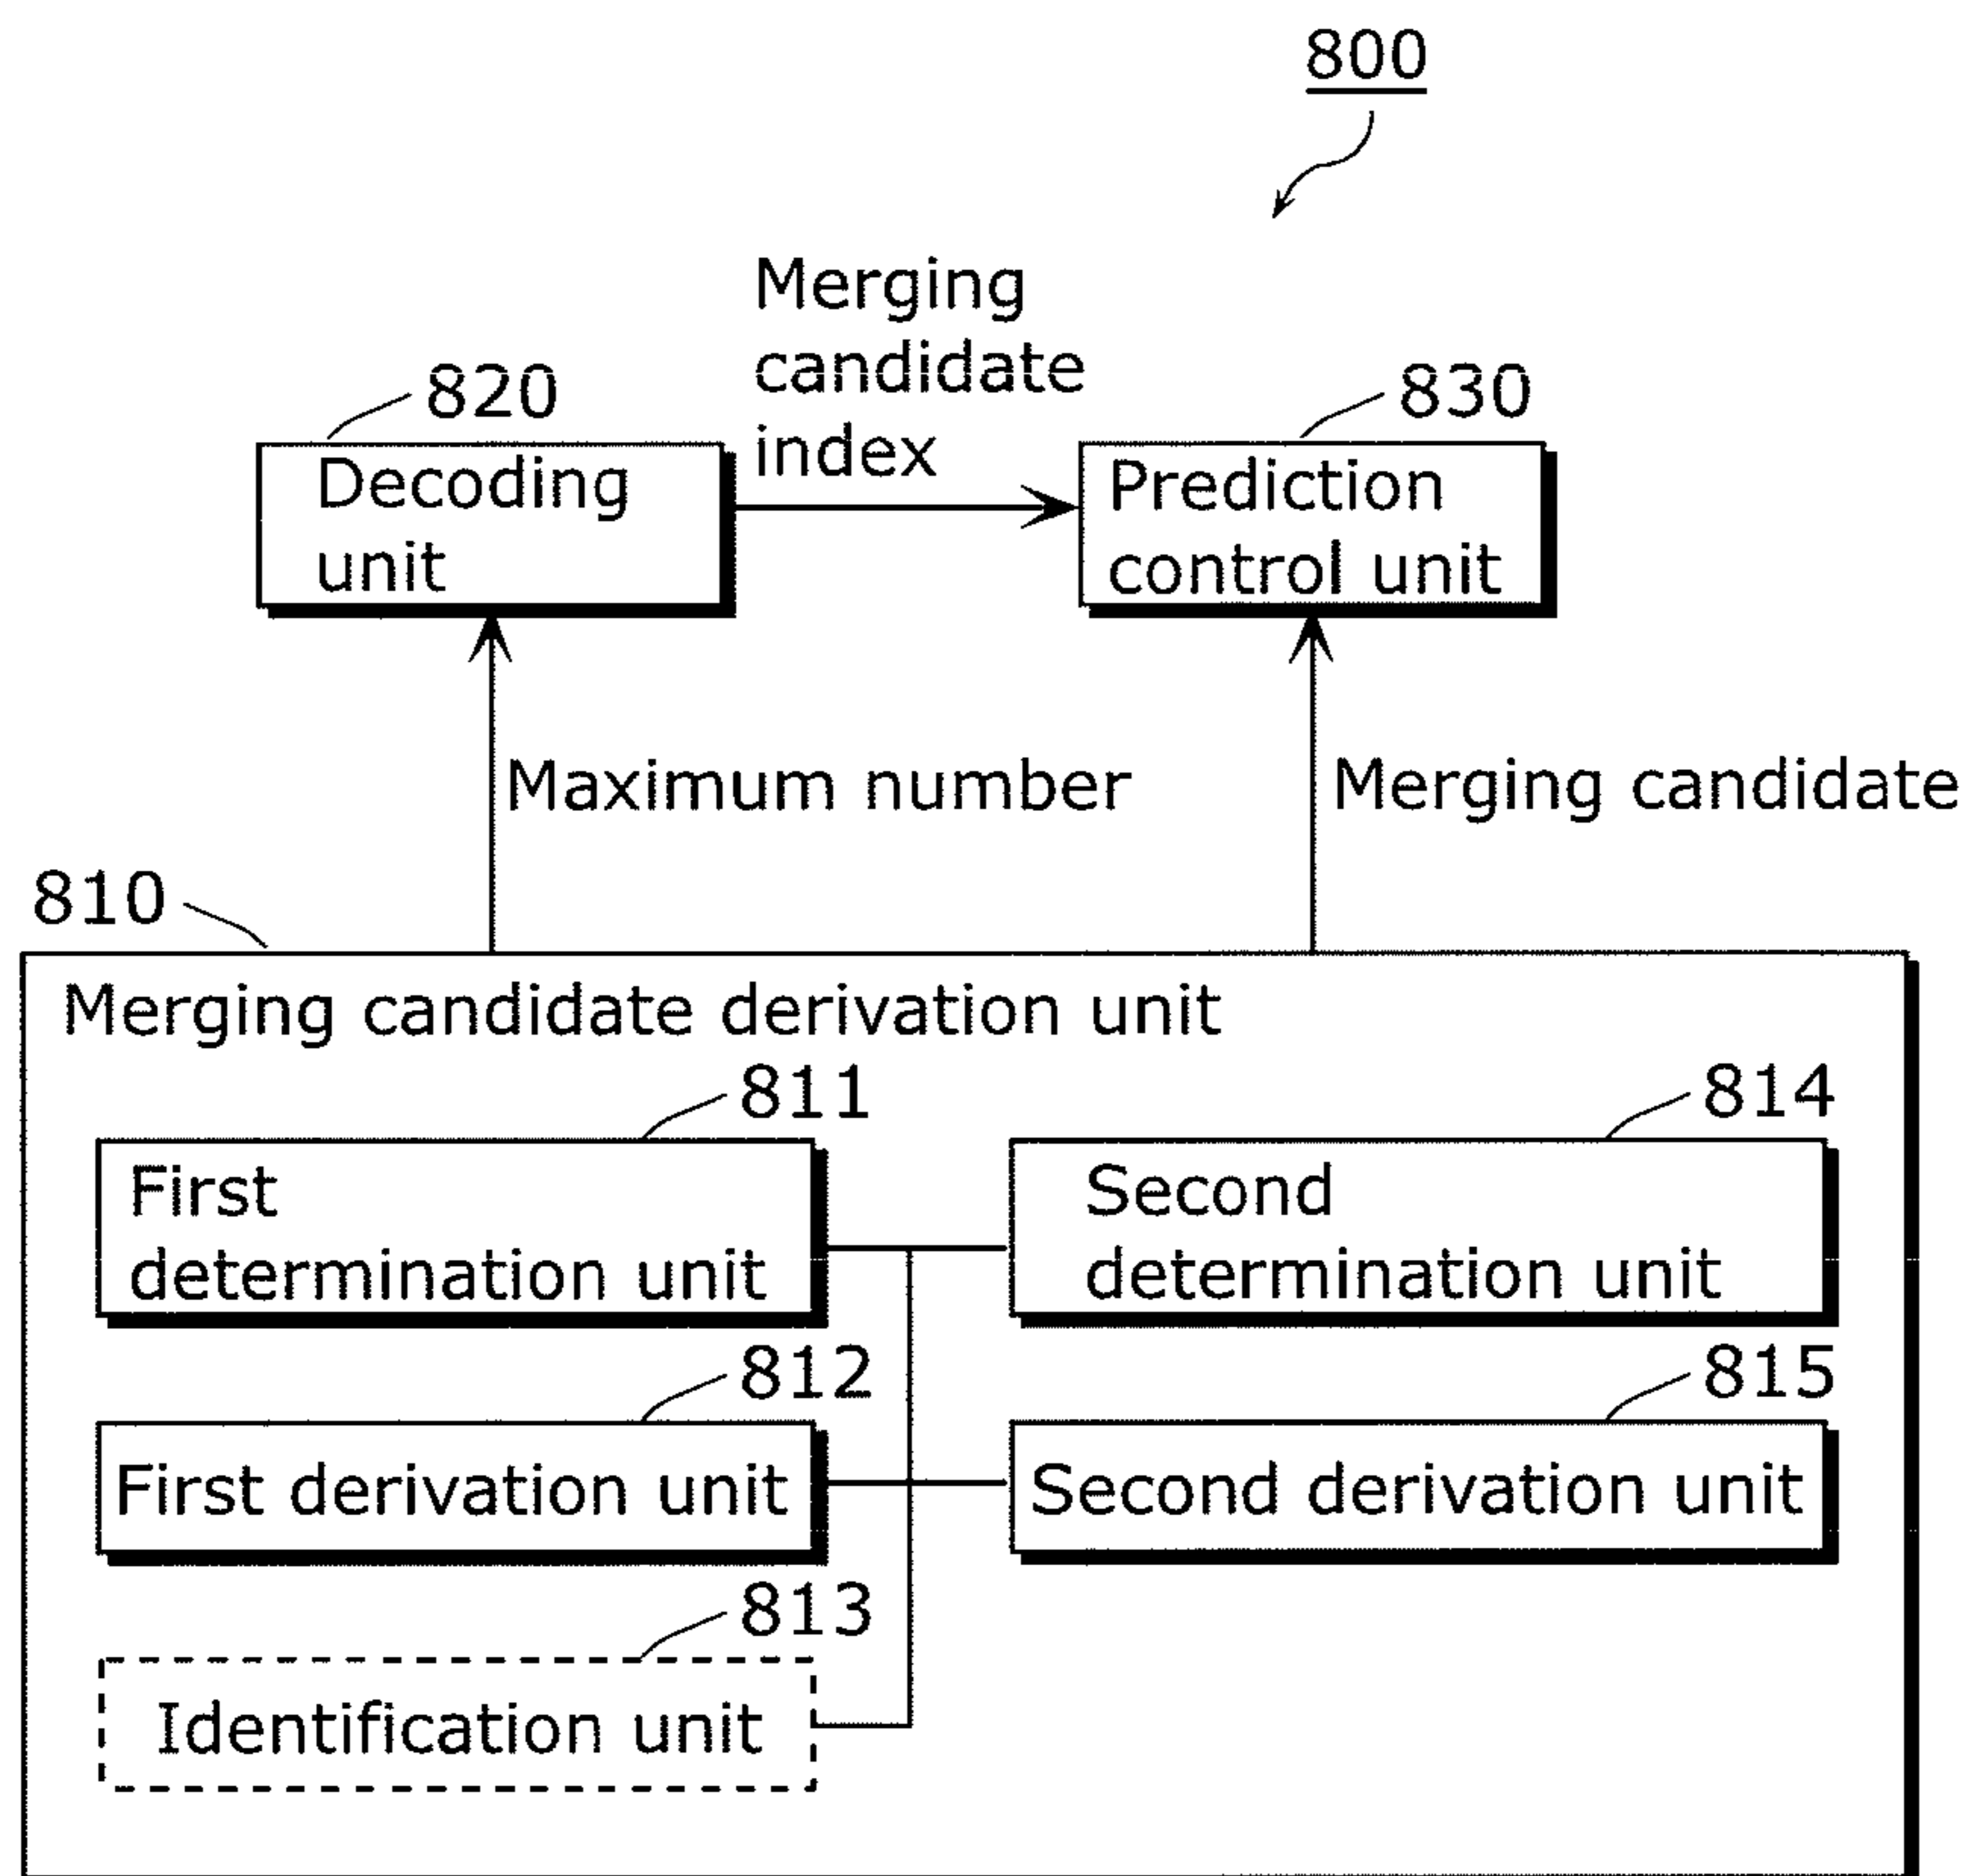 800
Merging
candidate
index
820
830
Decoding
unit
Prediction
control unit
Maximum number
Merging candidate
810
Merging candidate derivation unit
811
814
First
determination unit
Second
determination unit
812
815
First derivation unit
Second derivation unit
813
Identification unit